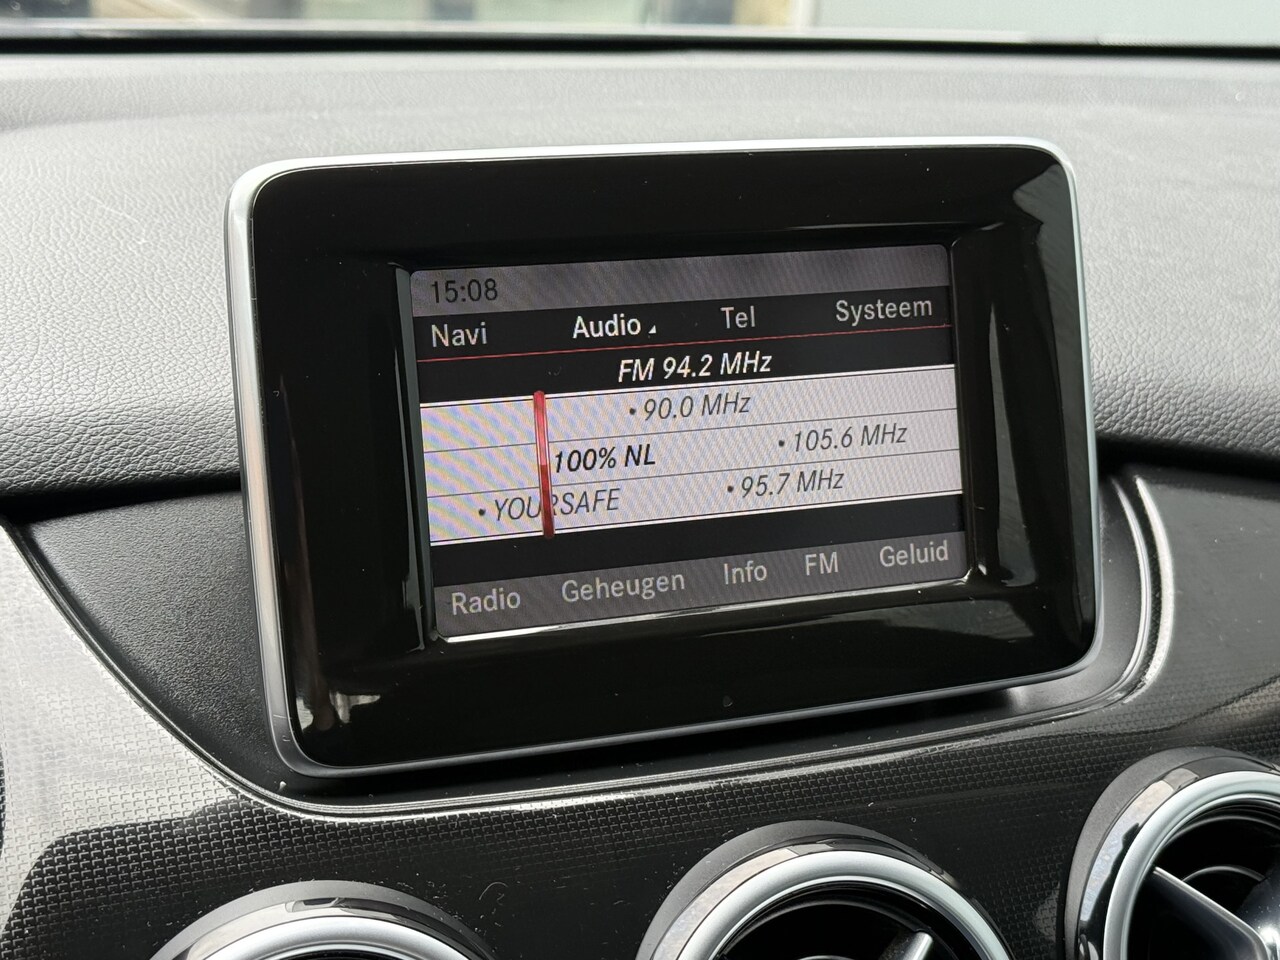 15:08
Navi Audio Tel Systeem
FM 94.2 MHz
• 90.0 MHz
100% NL • 105.6 MHz
• YOURSAFE • 95.7 MHz
Radio Geheugen Info FM Geluid